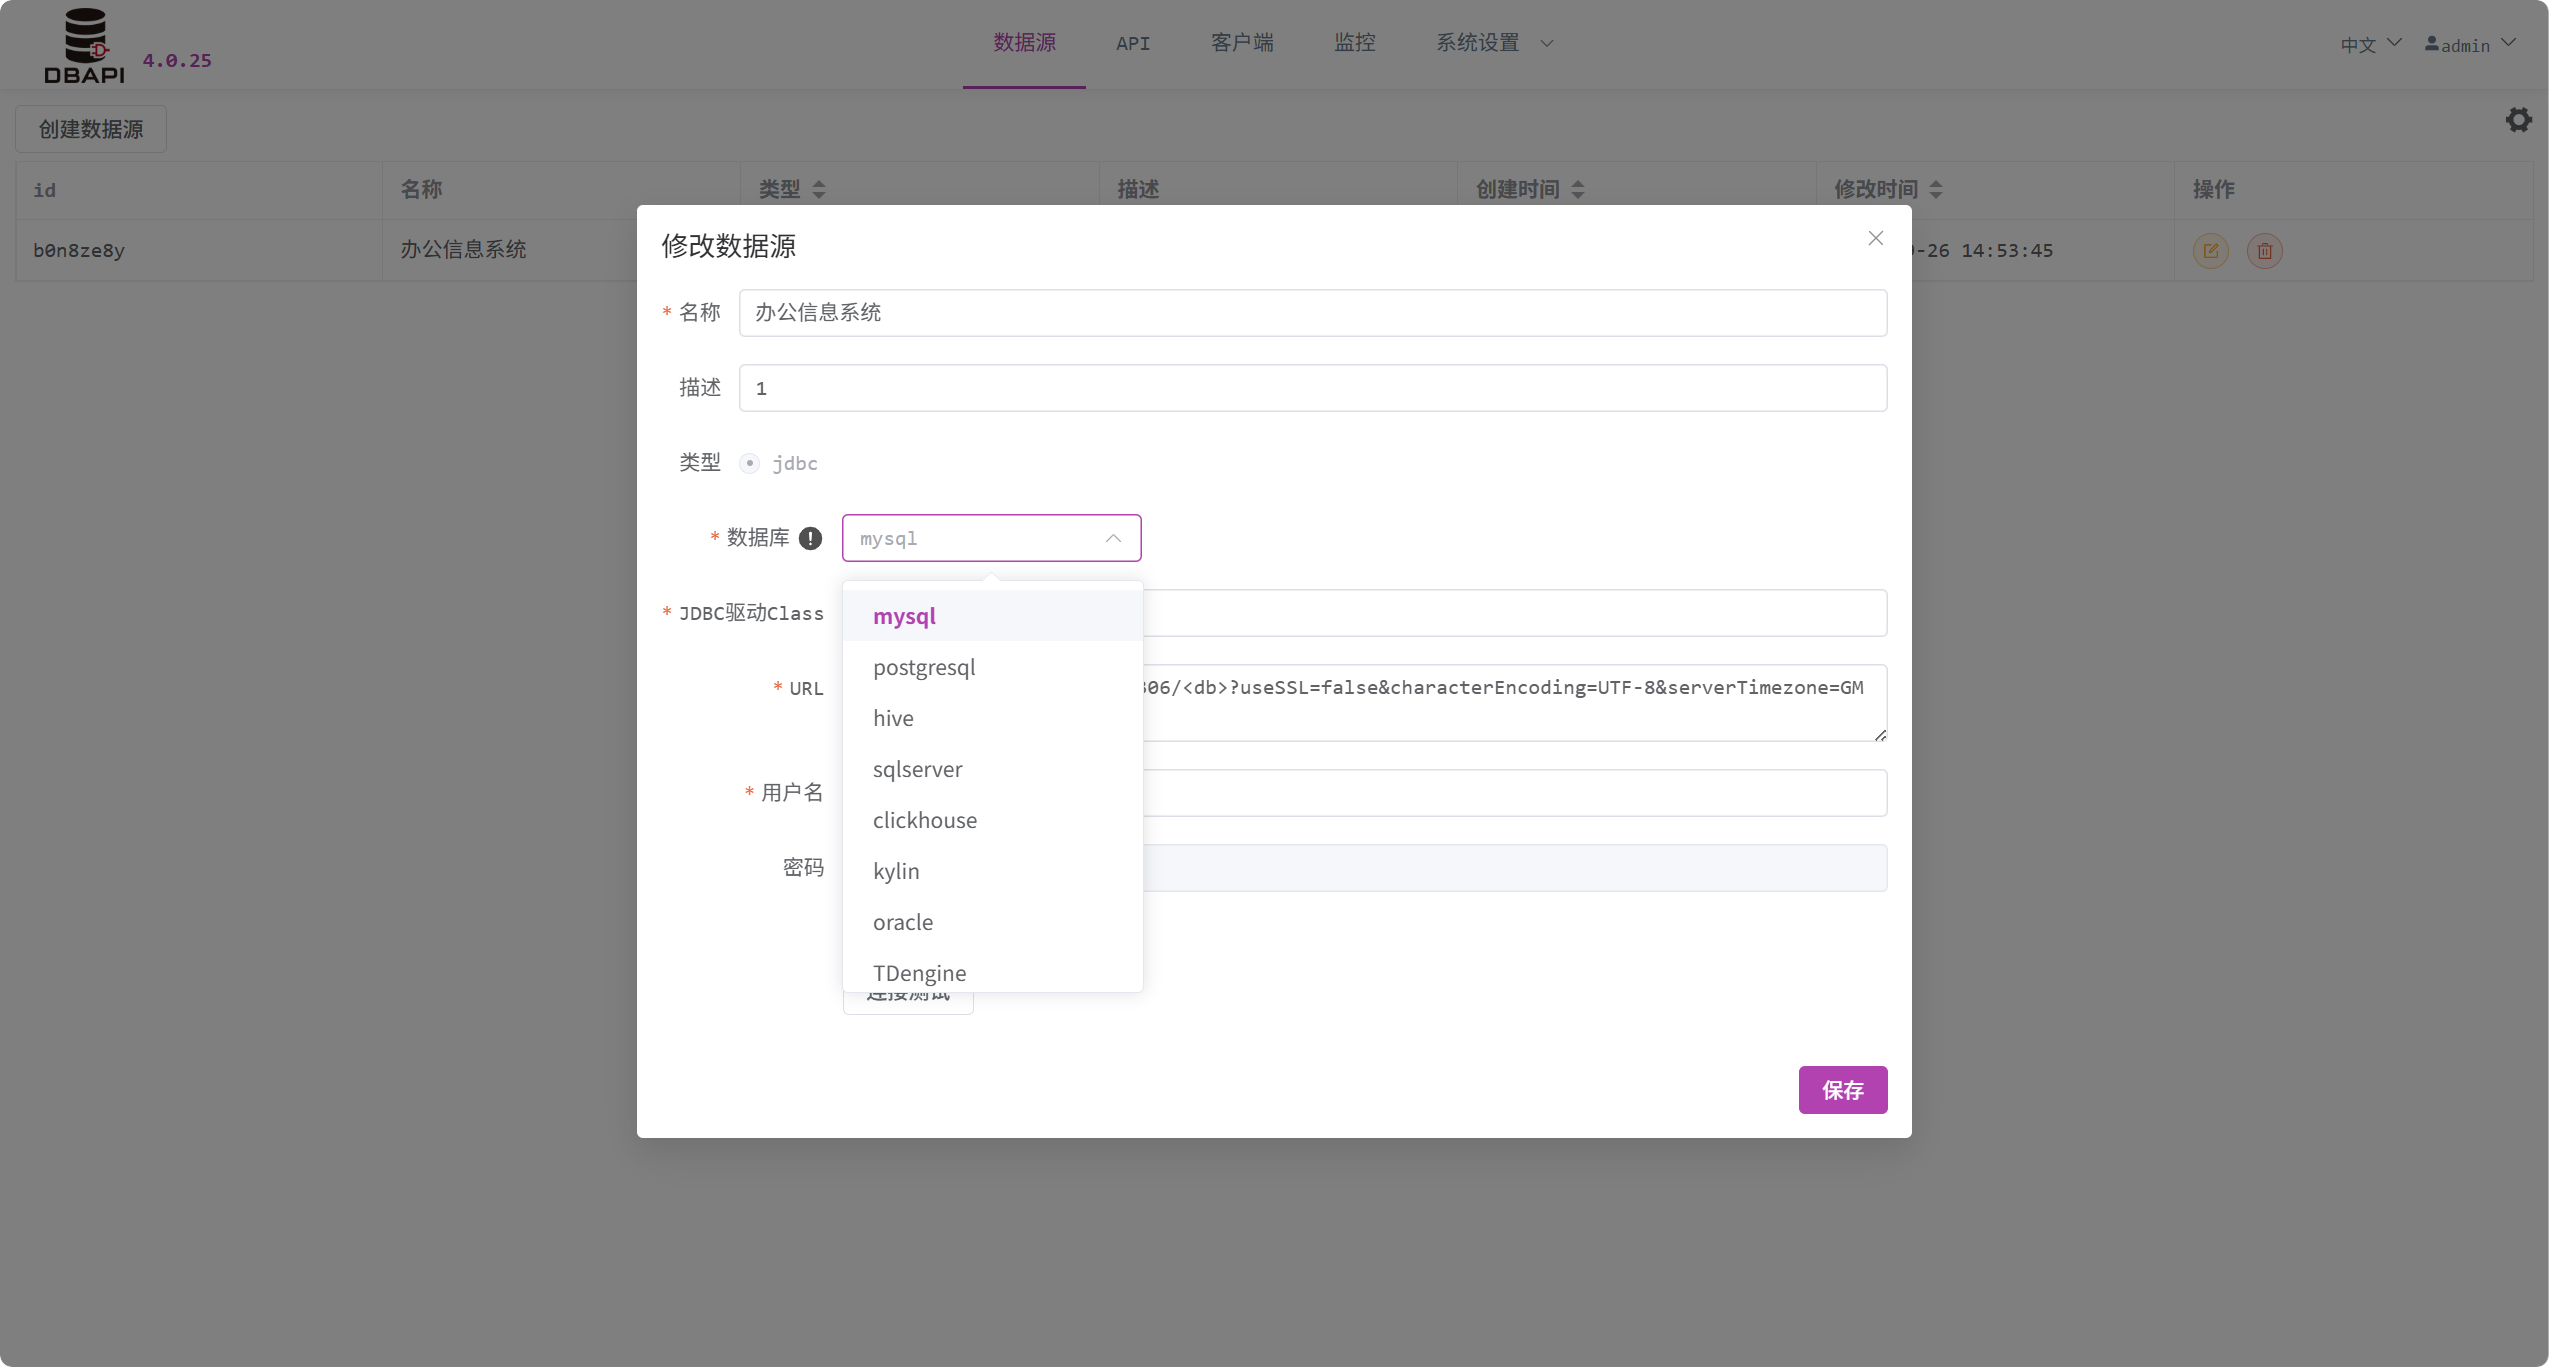 DBAPI
4.0.25
数据源
API
客户端
监控
系统设置
中文
admin
创建数据源
id
名称
类型
描述
创建时间
修改时间
操作
b0n8ze8y
办公信息系统
-26 14:53:45
修改数据源
* 名称
办公信息系统
描述
1
类型
jdbc
* 数据库
mysql
* JDBC驱动Class
* URL
306/<db>?useSSL=false&characterEncoding=UTF-8&serverTimezone=GM
* 用户名
密码
mysql
postgresql
hive
sqlserver
clickhouse
kylin
oracle
TDengine
连接测试
保存